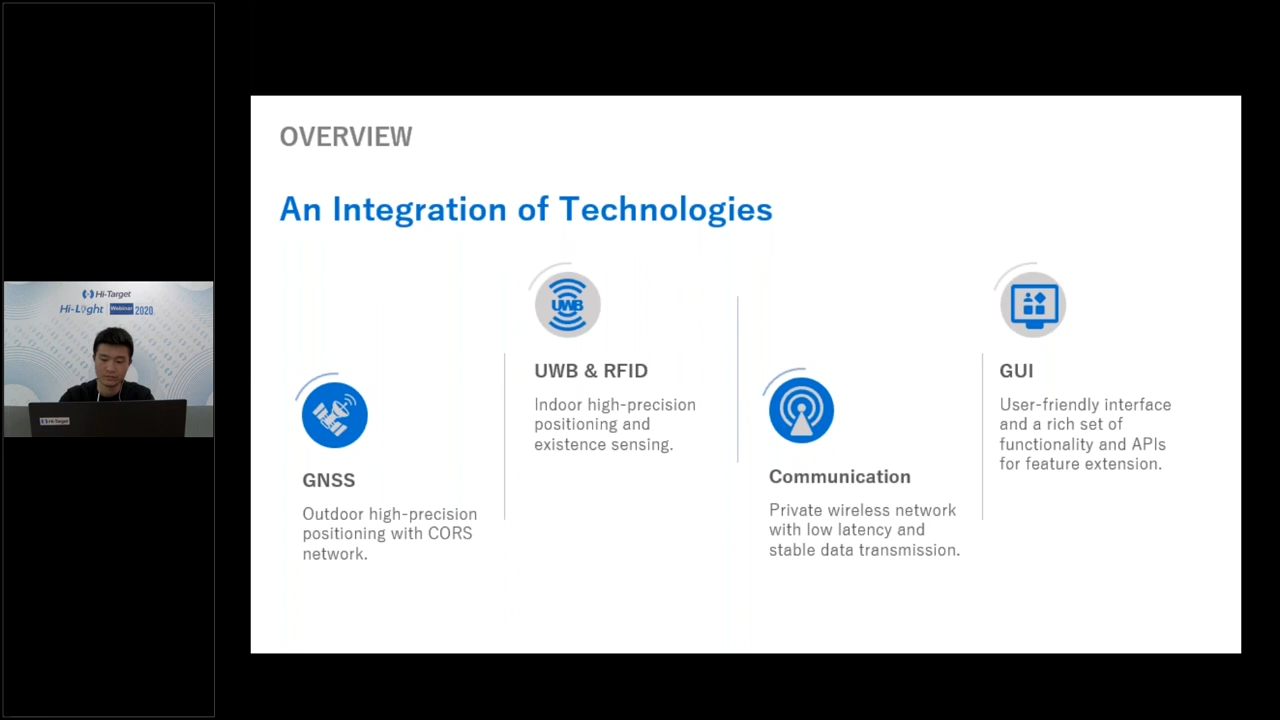 OVERVIEW
An Integration of Technologies
GNSS
Outdoor high-precision
positioning with CORS
network.
UWB
UWB & RFID
Indoor high-precision
positioning and
existence sensing.
Communication
Private wireless network
with low latency and
stable data transmission.
GUI
User-friendly interface
and a rich set of
functionality and APIs
for feature extension.
Hi-Target
Hi-Light Webinar 2020
Hi-Target